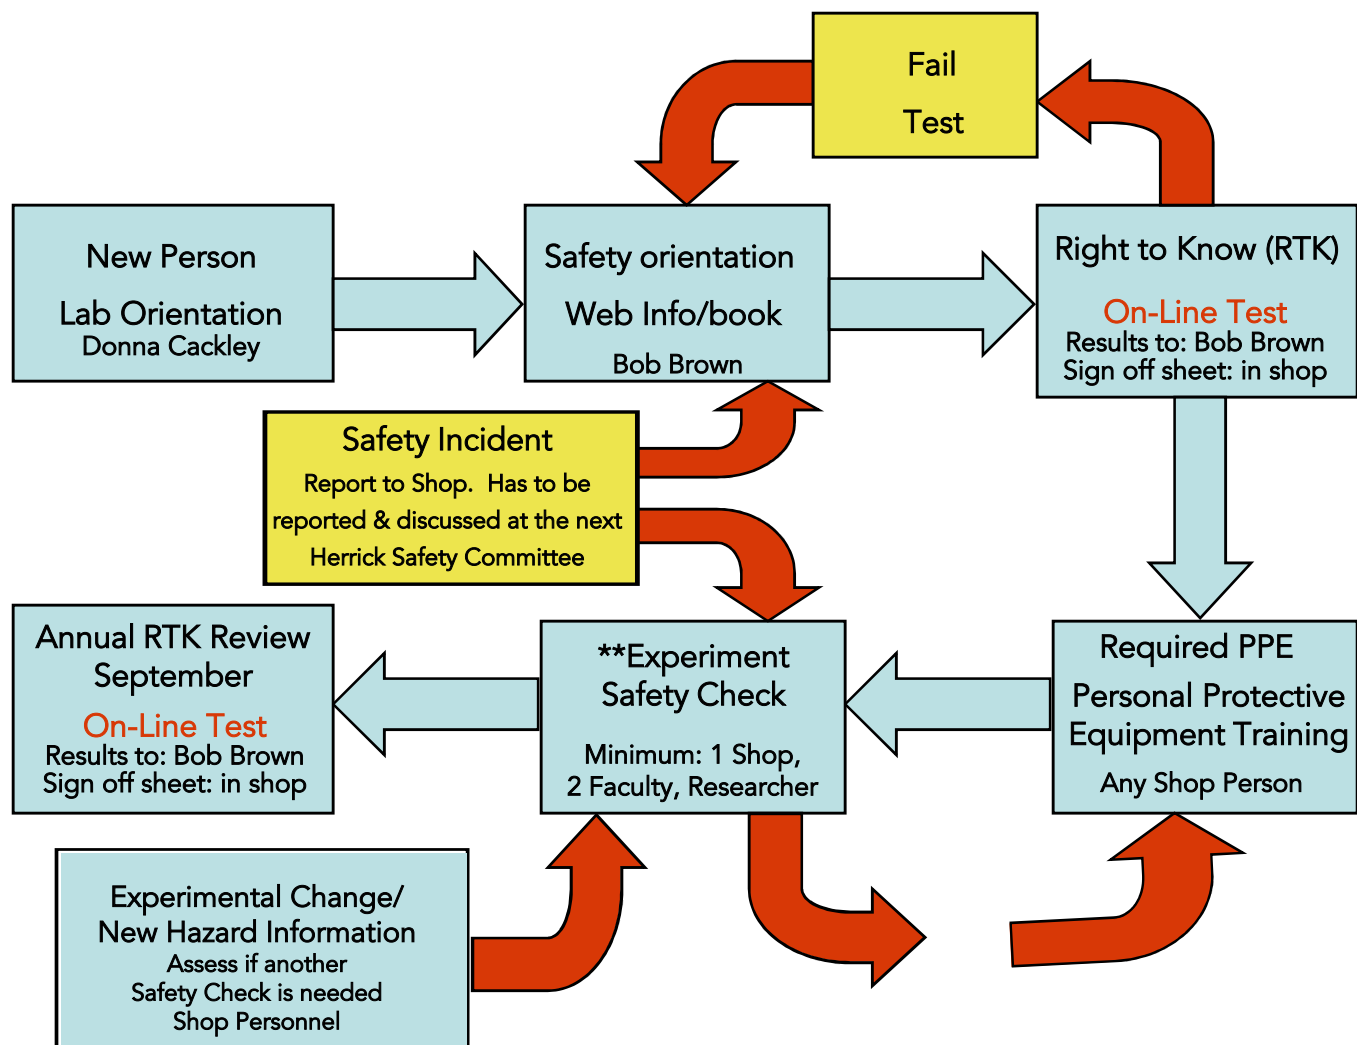 Fail
Test
New Person
Lab Orientation
Donna Cackley
Safety orientation
Web Info/book
Bob Brown
Right to Know (RTK)
On-Line Test
Results to: Bob Brown
Sign off sheet: in shop
Safety Incident
Report to Shop.  Has to be
reported & discussed at the next
Herrick Safety Committee
Annual RTK Review
September
On-Line Test
Results to: Bob Brown
Sign off sheet: in shop
**Experiment
Safety Check
Minimum: 1 Shop,
2 Faculty, Researcher
Required PPE
Personal Protective
Equipment Training
Any Shop Person
Experimental Change/
New Hazard Information
Assess if another
Safety Check is needed
Shop Personnel